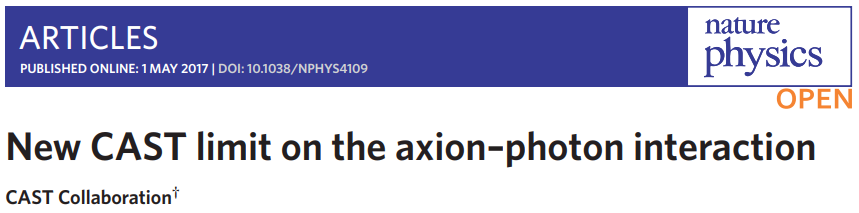 ARTICLES
PUBLISHED ONLINE: 1 MAY 2017 | DOI: 10.1038/NPHYS4109
nature
physics
OPEN
New CAST limit on the axion–photon interaction
CAST Collaboration†